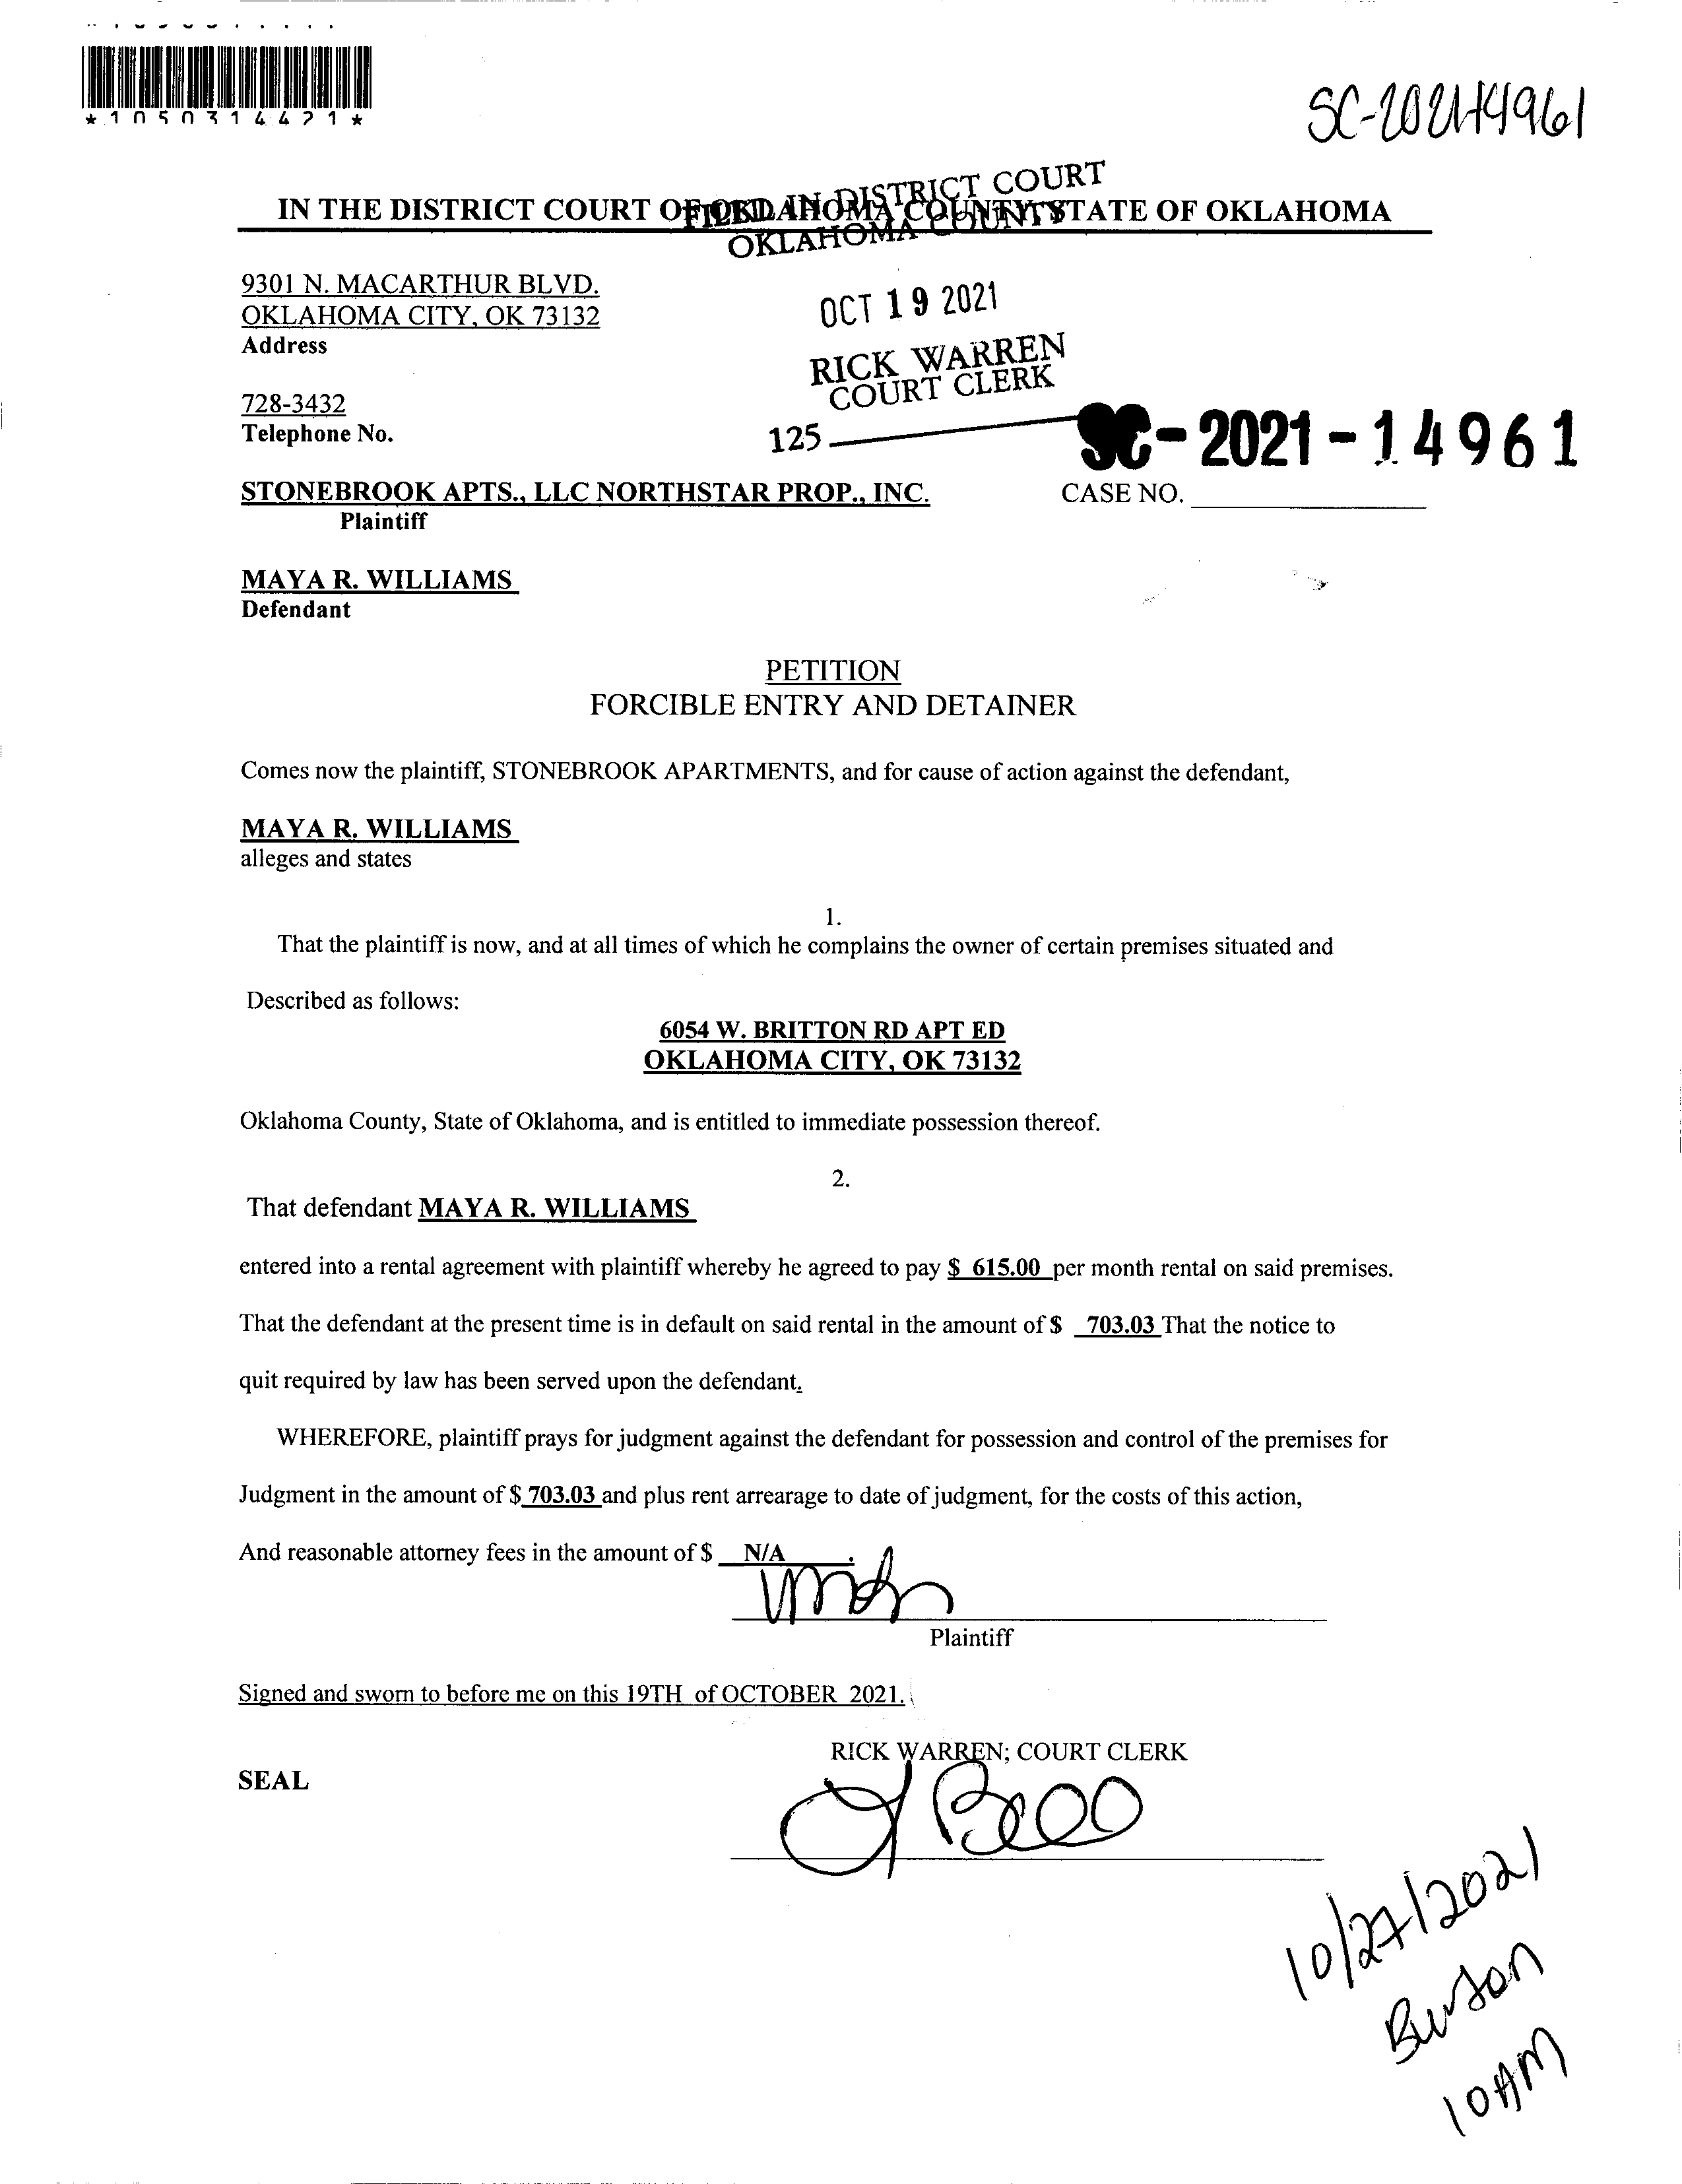 *1050314421*
SC-2021-14961
IN THE DISTRICT COURT OF OKLAHOMA COUNTY STATE OF OKLAHOMA
FILED IN DISTRICT COURT
OKLAHOMA COUNTY
9301 N. MACARTHUR BLVD.
OKLAHOMA CITY, OK 73132
Address
OCT 19 2021
RICK WARREN
COURT CLERK
728-3432
Telephone No.
125
SC-2021-14961
STONEBROOK APTS., LLC NORTHSTAR PROP., INC.
CASE NO.
Plaintiff
MAYA R. WILLIAMS
Defendant
PETITION
FORCIBLE ENTRY AND DETAINER
Comes now the plaintiff, STONEBROOK APARTMENTS, and for cause of action against the defendant,
MAYA R. WILLIAMS
alleges and states
1.
That the plaintiff is now, and at all times of which he complains the owner of certain premises situated and
Described as follows:
6054 W. BRITTON RD APT ED
OKLAHOMA CITY, OK 73132
Oklahoma County, State of Oklahoma, and is entitled to immediate possession thereof.
2.
That defendant MAYA R. WILLIAMS
entered into a rental agreement with plaintiff whereby he agreed to pay $ 615.00 per month rental on said premises.
That the defendant at the present time is in default on said rental in the amount of $ 703.03 That the notice to
quit required by law has been served upon the defendant.
WHEREFORE, plaintiff prays for judgment against the defendant for possession and control of the premises for
Judgment in the amount of $ 703.03 and plus rent arrearage to date of judgment, for the costs of this action,
And reasonable attorney fees in the amount of $ N/A .
Plaintiff
Signed and sworn to before me on this 19TH of OCTOBER 2021.
RICK WARREN; COURT CLERK
SEAL
10/27/2021
Burton
10AM